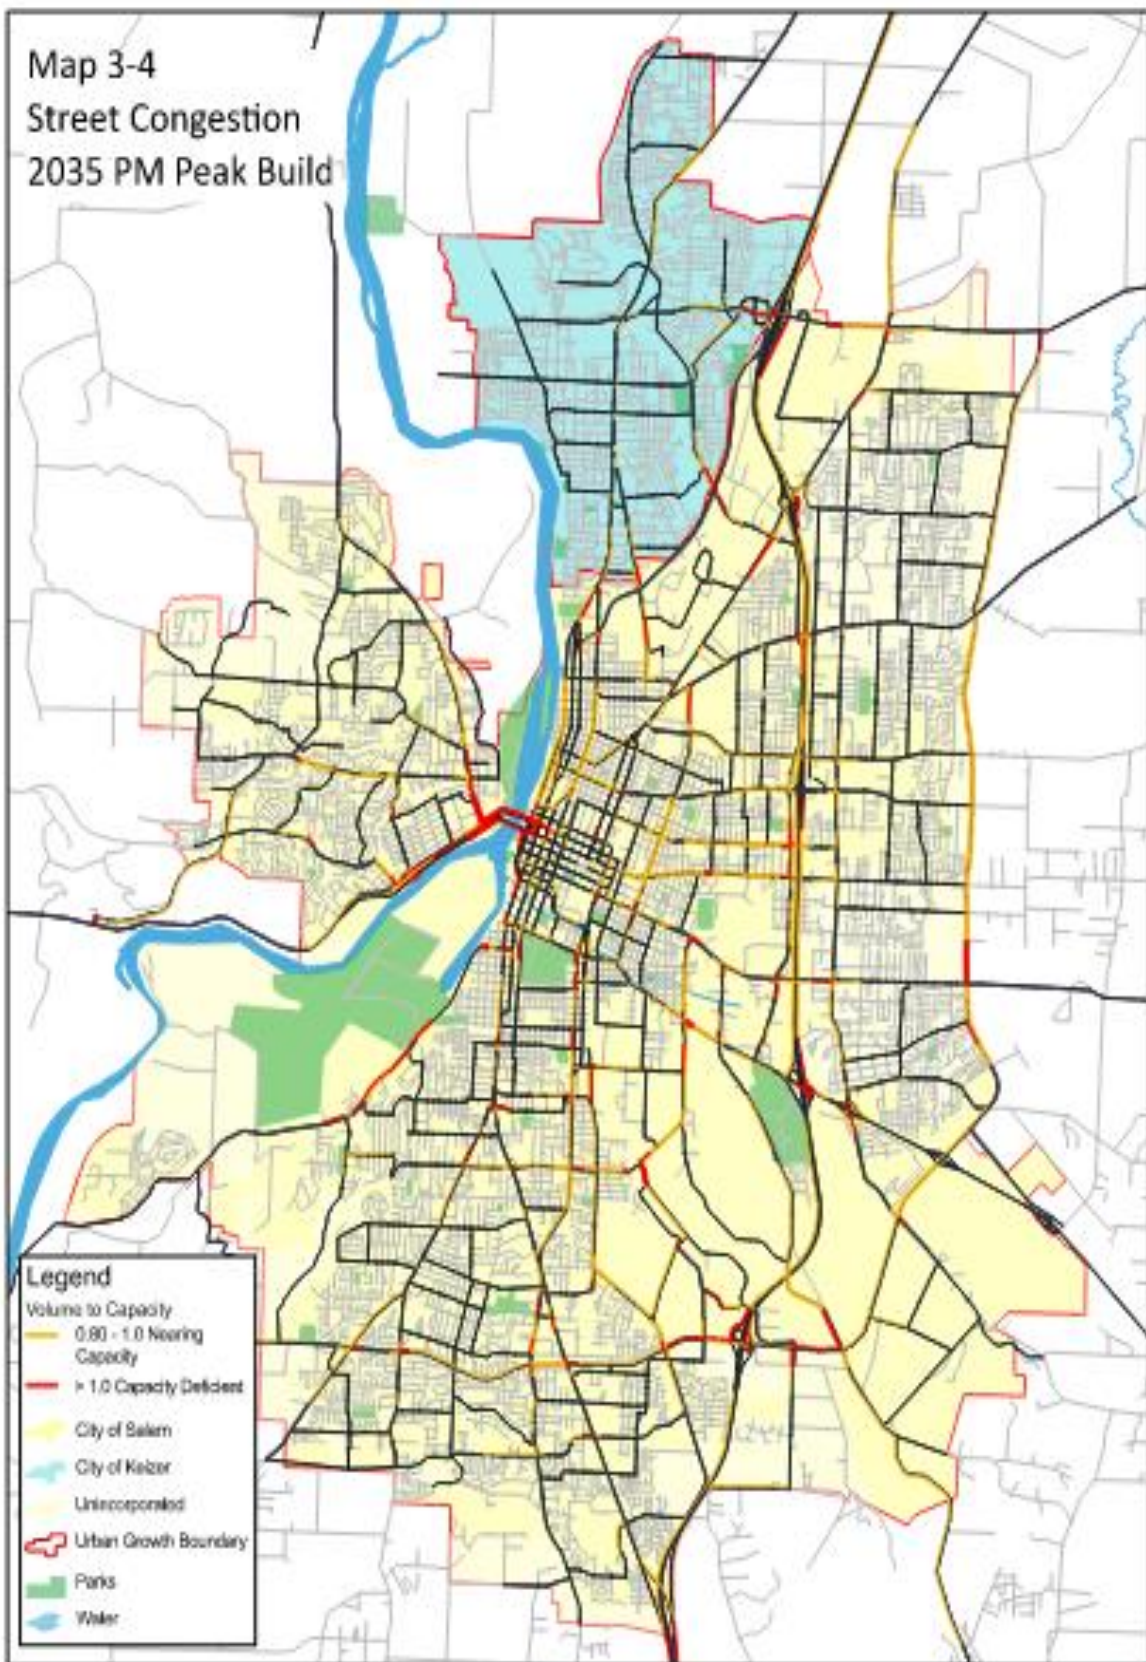 Map 3-4
Street Congestion
2035 PM Peak Build
Legend
Volume to Capacity
0.80 - 1.0 Nearing
Capacity
> 1.0 Capacity Deficient
City of Salem
City of Keizer
Unincorporated
Urban Growth Boundary
Parks
Water